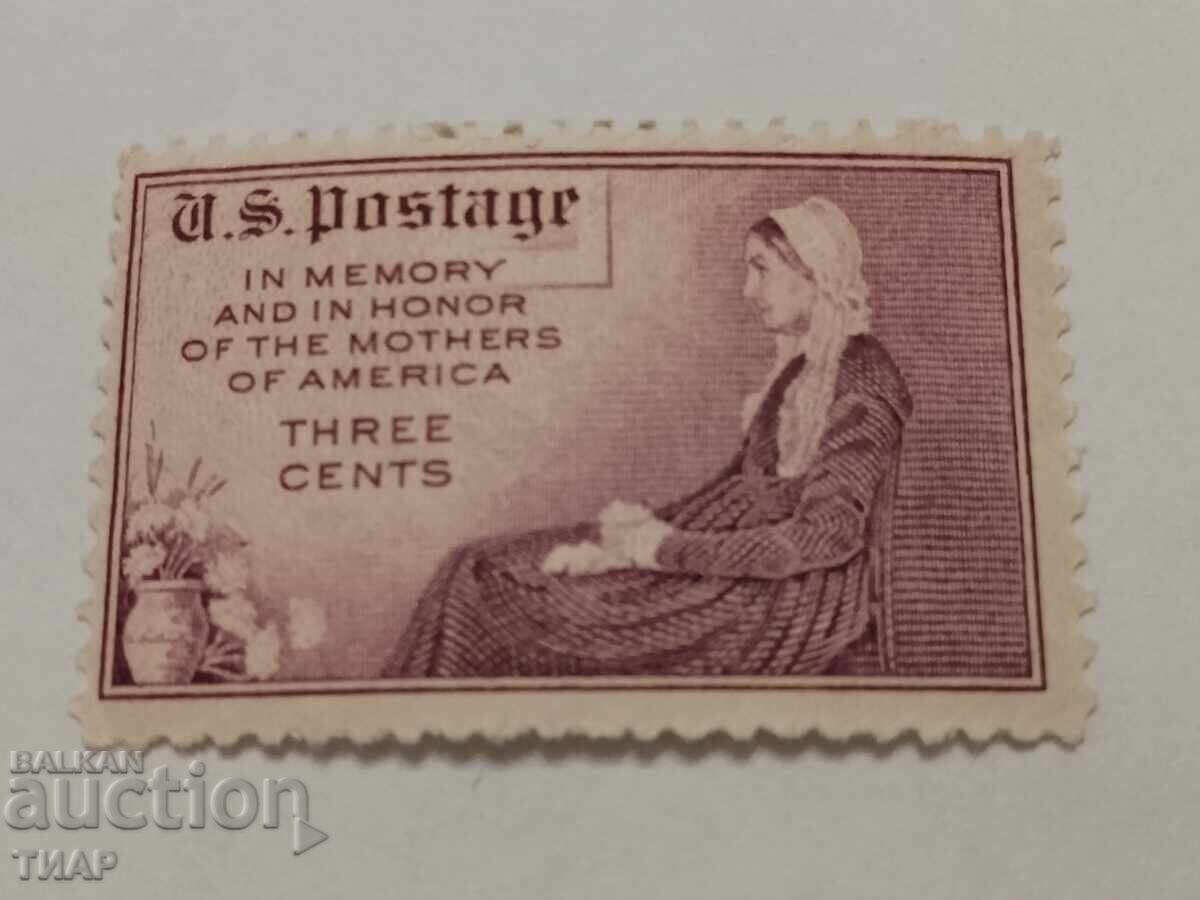 U.S. Postage
IN MEMORY
AND IN HONOR
OF THE MOTHERS
OF AMERICA
THREE
CENTS
BALKAN
auction
ТИАР